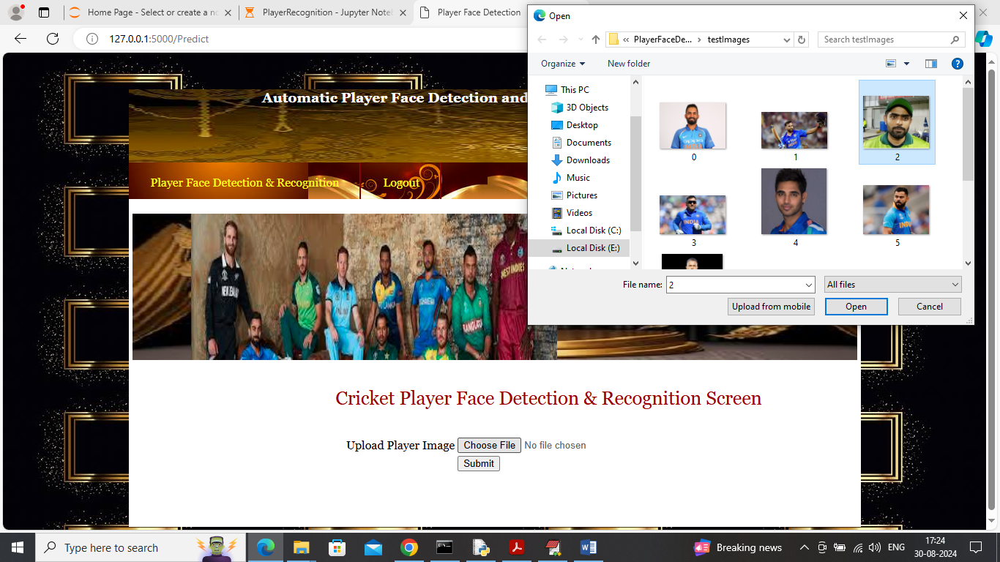 Home Page - Select or create a no
PlayerRecognition - Jupyter Note
Player Face Detection
127.0.0.1:5000/Predict
Open
PlayerFaceDe...
testImages
Search testImages
Organize
New folder
This PC
3D Objects
Desktop
Documents
Downloads
Music
Pictures
Videos
Local Disk (C:)
Local Disk (E:)
OPPO
INDIA
0
1
2
INDIA
3
4
INDIA
5
File name:
2
All files
Upload from mobile
Open
Cancel
Automatic Player Face Detection and
Player Face Detection & Recognition
Logout
NEW ZEALAND
WEST INDIES
Cricket Player Face Detection & Recognition Screen
Upload Player Image
Choose File
No file chosen
Submit
Type here to search
Breaking news
ENG
17:24
30-08-2024